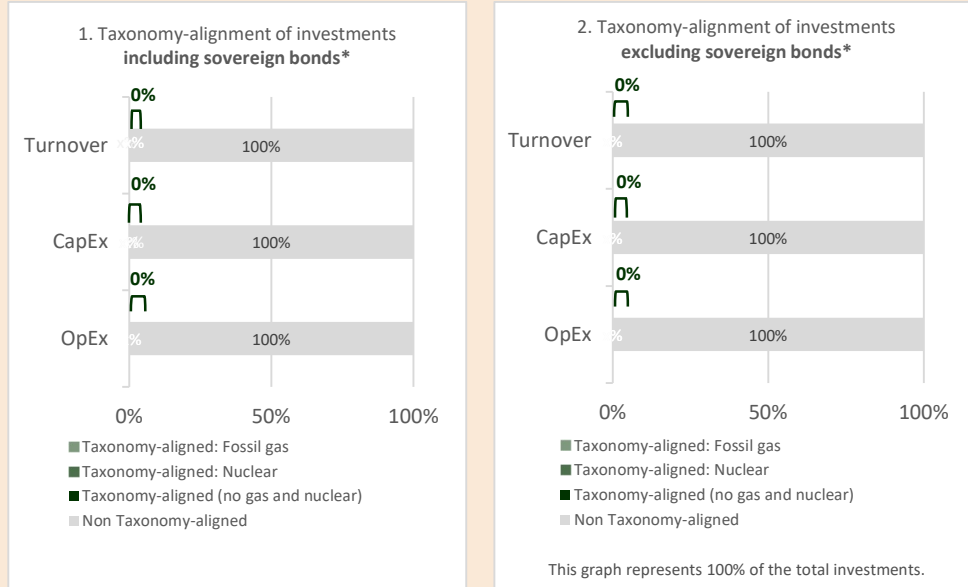 1. Taxonomy-alignment of investments
including sovereign bonds*
0%
Turnover
100%
0%
CapEx
100%
0%
OpEx
100%
0% 50% 100%
Taxonomy-aligned: Fossil gas
Taxonomy-aligned: Nuclear
Taxonomy-aligned (no gas and nuclear)
Non Taxonomy-aligned
2. Taxonomy-alignment of investments
excluding sovereign bonds*
0%
Turnover
%
100%
0%
CapEx
%
100%
0%
OpEx
%
100%
0% 50% 100%
Taxonomy-aligned: Fossil gas
Taxonomy-aligned: Nuclear
Taxonomy-aligned (no gas and nuclear)
Non Taxonomy-aligned
This graph represents 100% of the total investments.